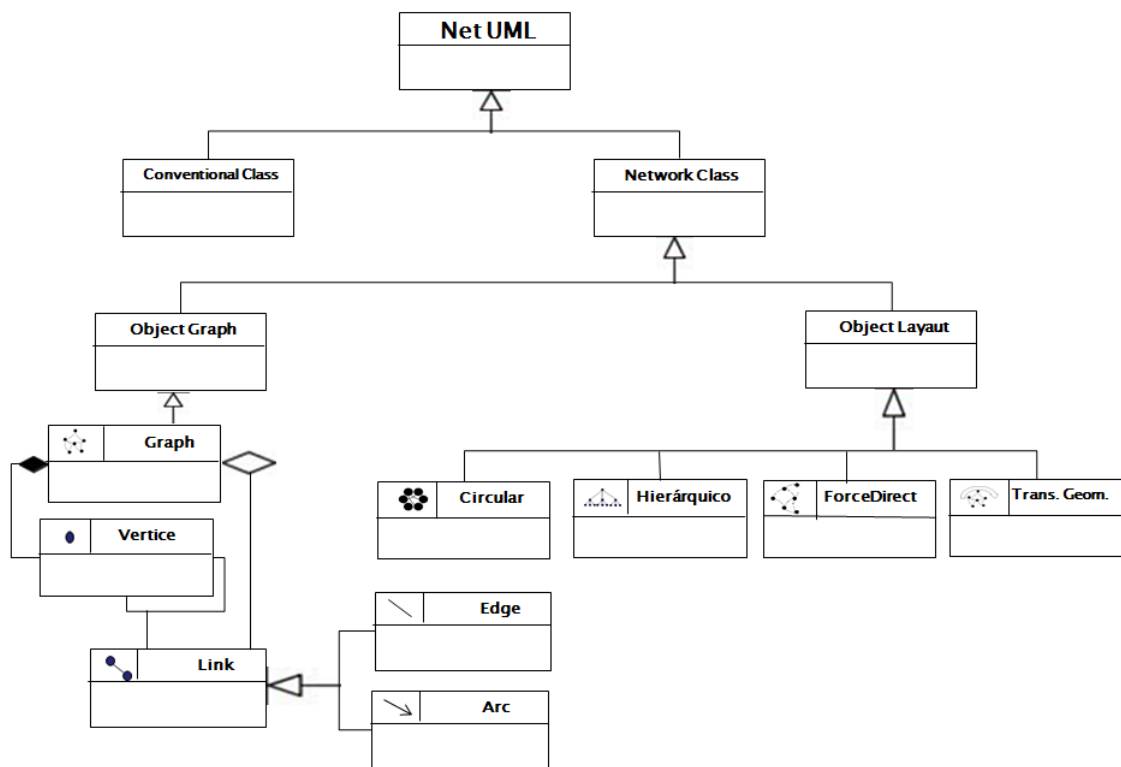 Net UML
Conventional Class
Network Class
Object Graph
Object Layaut
Graph
Circular
Hierárquico
ForceDirect
Trans. Geom.
Vertice
Edge
Link
Arc